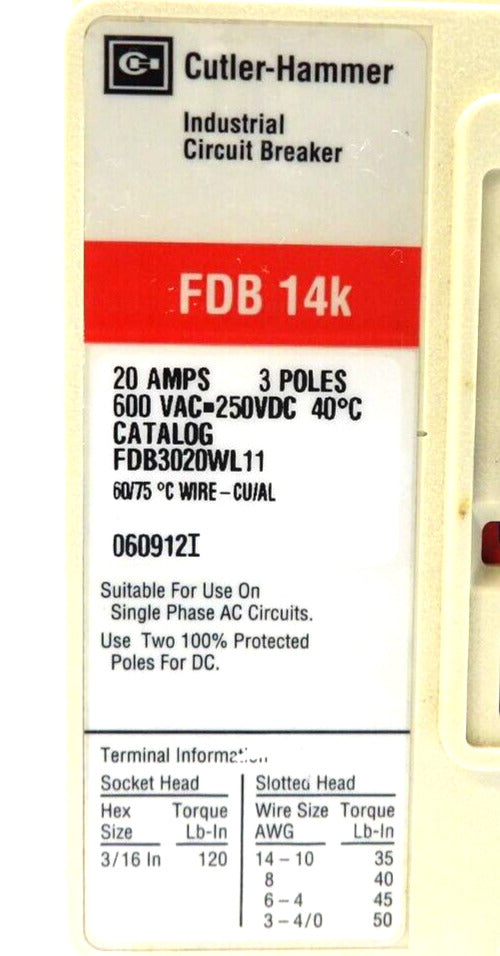 Cutler-Hammer
Industrial
Circuit Breaker
FDB 14k
20 AMPS 3 POLES
600 VAC=250VDC 40°C
CATALOG
FDB3020WL11
60/75 °C WIRE-CU/AL
060912I
Suitable For Use On
Single Phase AC Circuits.
Use Two 100% Protected
Poles For DC.
Terminal
Socket Head Slotted Head
Hex Torque Wire Size Torque
Size Lb-In AWG Lb-In
3/16 In 120 14-10 35
8 40
6-4 45
3-4/0 50